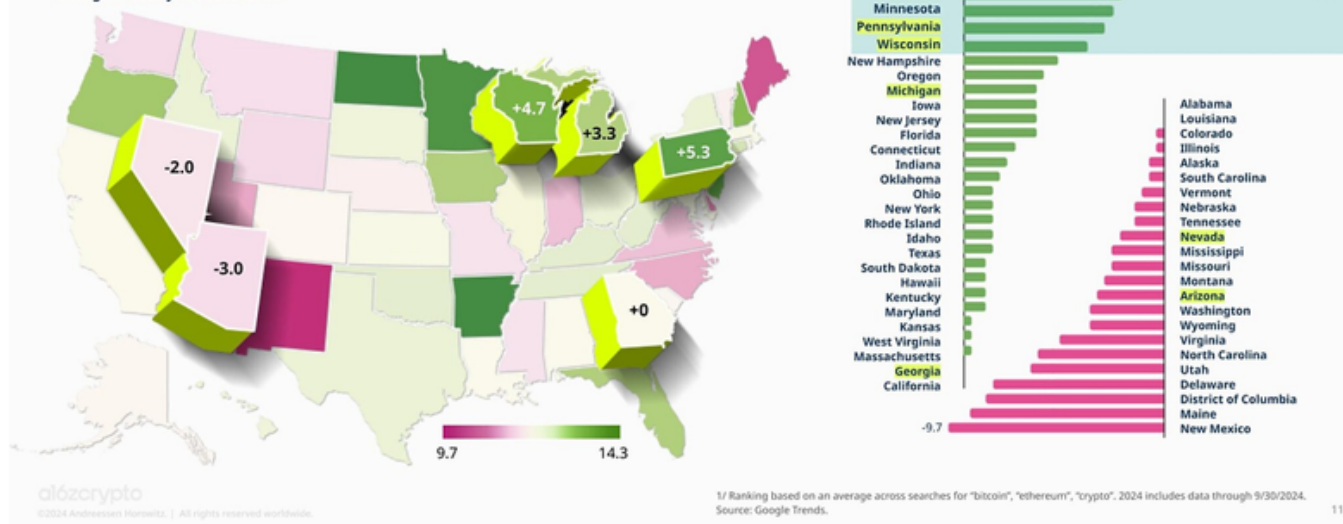 Minnesota
Pennsylvania
Wisconsin
New Hampshire
Oregon
Michigan
Iowa
New Jersey
Florida
Connecticut
Indiana
Oklahoma
Ohio
New York
Rhode Island
Idaho
Texas
South Dakota
Hawaii
Kentucky
Maryland
Kansas
West Virginia
Massachusetts
Georgia
California
Alabama
Louisiana
Colorado
Illinois
Alaska
South Carolina
Vermont
Nebraska
Tennessee
Nevada
Mississippi
Missouri
Montana
Arizona
Washington
Wyoming
Virginia
North Carolina
Utah
Delaware
District of Columbia
Maine
-9.7 New Mexico
+4.7
+3.3
+5.3
-2.0
-3.0
+0
9.7 14.3
a16zcrypto
©2024 Andreessen Horowitz | All rights reserved worldwide.
1/ Ranking based on an average across searches for “bitcoin”, “ethereum”, “crypto”. 2024 includes data through 9/30/2024.
Source: Google Trends.
11